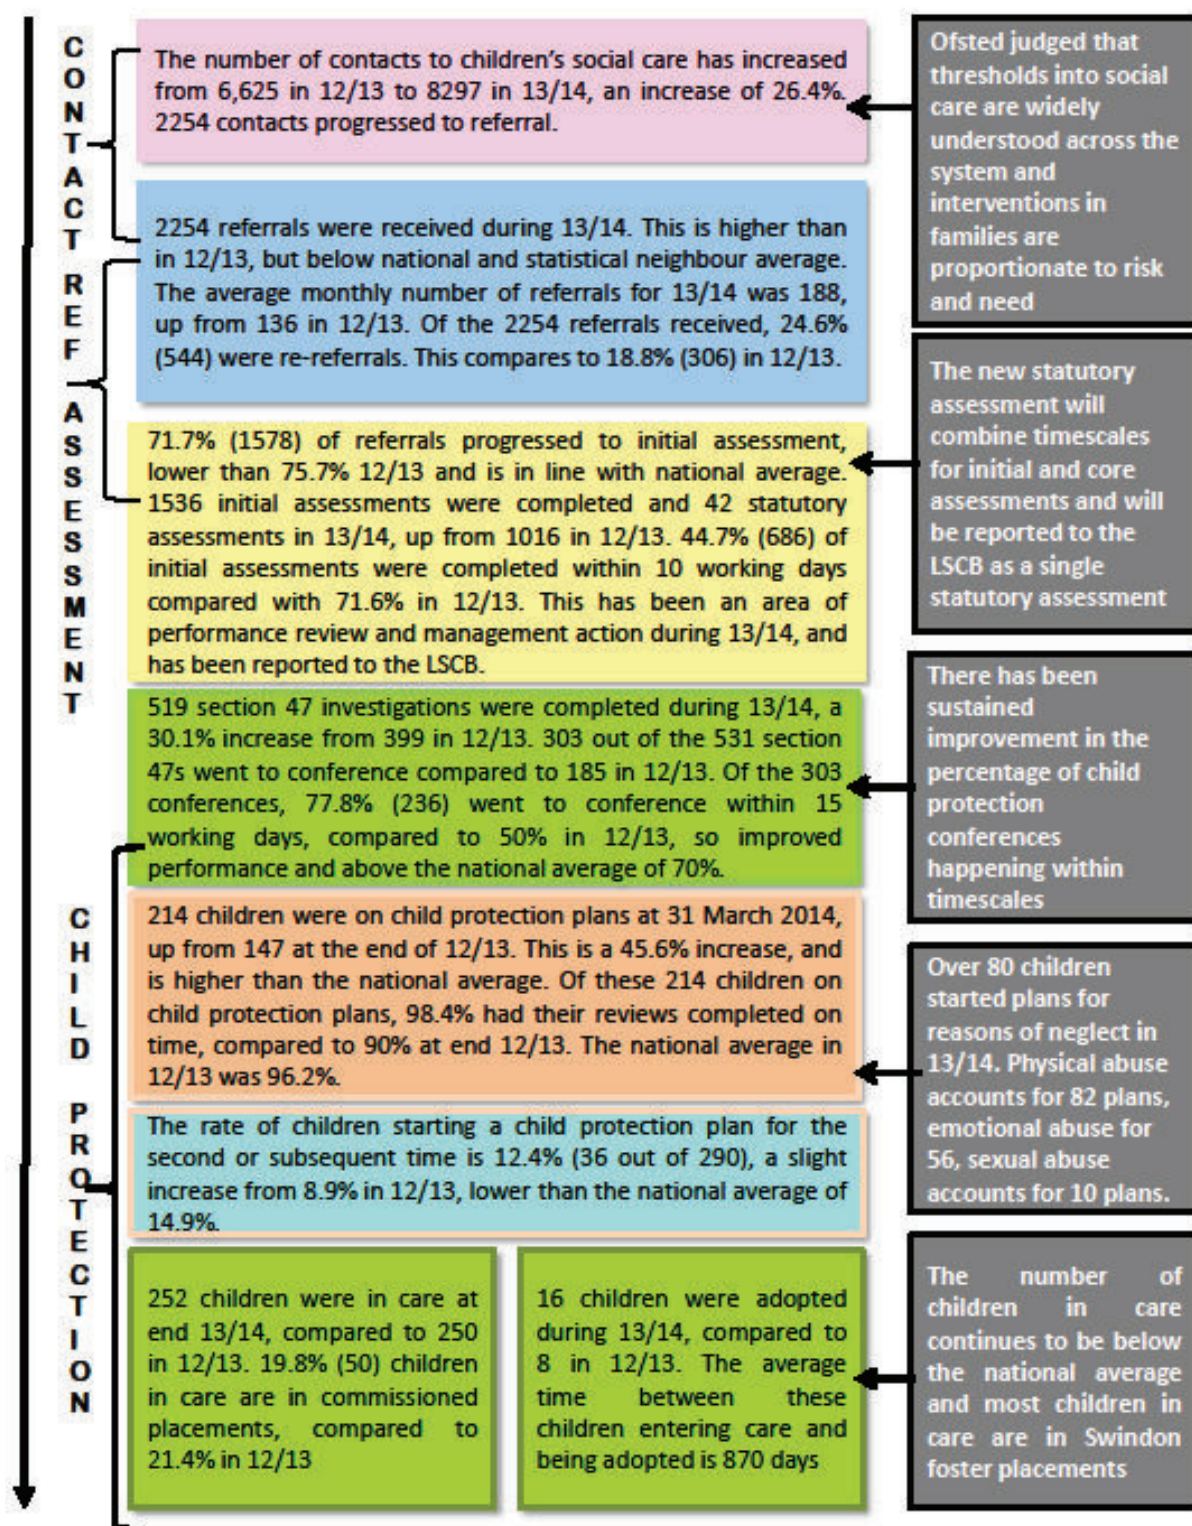 CONTACT
REF
ASSESSMENT
CHILD
PROTECTION
The number of contacts to children's social care has increased
from 6,625 in 12/13 to 8297 in 13/14, an increase of 26.4%.
2254 contacts progressed to referral.
Ofsted judged that
thresholds into social
care are widely
understood across the
system and
interventions in
families are
proportionate to risk
and need
2254 referrals were received during 13/14. This is higher than
in 12/13, but below national and statistical neighbour average.
The average monthly number of referrals for 13/14 was 188,
up from 136 in 12/13. Of the 2254 referrals received, 24.6%
(544) were re-referrals. This compares to 18.8% (306) in 12/13.
71.7% (1578) of referrals progressed to initial assessment,
lower than 75.7% 12/13 and is in line with national average.
1536 initial assessments were completed and 42 statutory
assessments in 13/14, up from 1016 in 12/13. 44.7% (686) of
initial assessments were completed within 10 working days
compared with 71.6% in 12/13. This has been an area of
performance review and management action during 13/14, and
has been reported to the LSCB.
The new statutory
assessment will
combine timescales
for initial and core
assessments and will
be reported to the
LSCB as a single
statutory assessment
519 section 47 investigations were completed during 13/14, a
30.1% increase from 399 in 12/13. 303 out of the 531 section
47s went to conference compared to 185 in 12/13. Of the 303
conferences, 77.8% (236) went to conference within 15
working days, compared to 50% in 12/13, so improved
performance and above the national average of 70%.
There has been
sustained
improvement in the
percentage of child
protection
conferences
happening within
timescales
214 children were on child protection plans at 31 March 2014,
up from 147 at the end of 12/13. This is a 45.6% increase, and
is higher than the national average. Of these 214 children on
child protection plans, 98.4% had their reviews completed on
time, compared to 90% at end 12/13. The national average in
12/13 was 96.2%.
Over 80 children
started plans for
reasons of neglect in
13/14. Physical abuse
accounts for 82 plans,
emotional abuse for
56, sexual abuse
accounts for 10 plans.
The rate of children starting a child protection plan for the
second or subsequent time is 12.4% (36 out of 290), a slight
increase from 8.9% in 12/13, lower than the national average of
14.9%.
252 children were in care at
end 13/14, compared to 250
in 12/13. 19.8% (50) children
in care are in commissioned
placements, compared to
21.4% in 12/13
16 children were adopted
during 13/14, compared to
8 in 12/13. The average
time between these
children entering care and
being adopted is 870 days
The number of
children in care
continues to be below
the national average
and most children in
care are in Swindon
foster placements